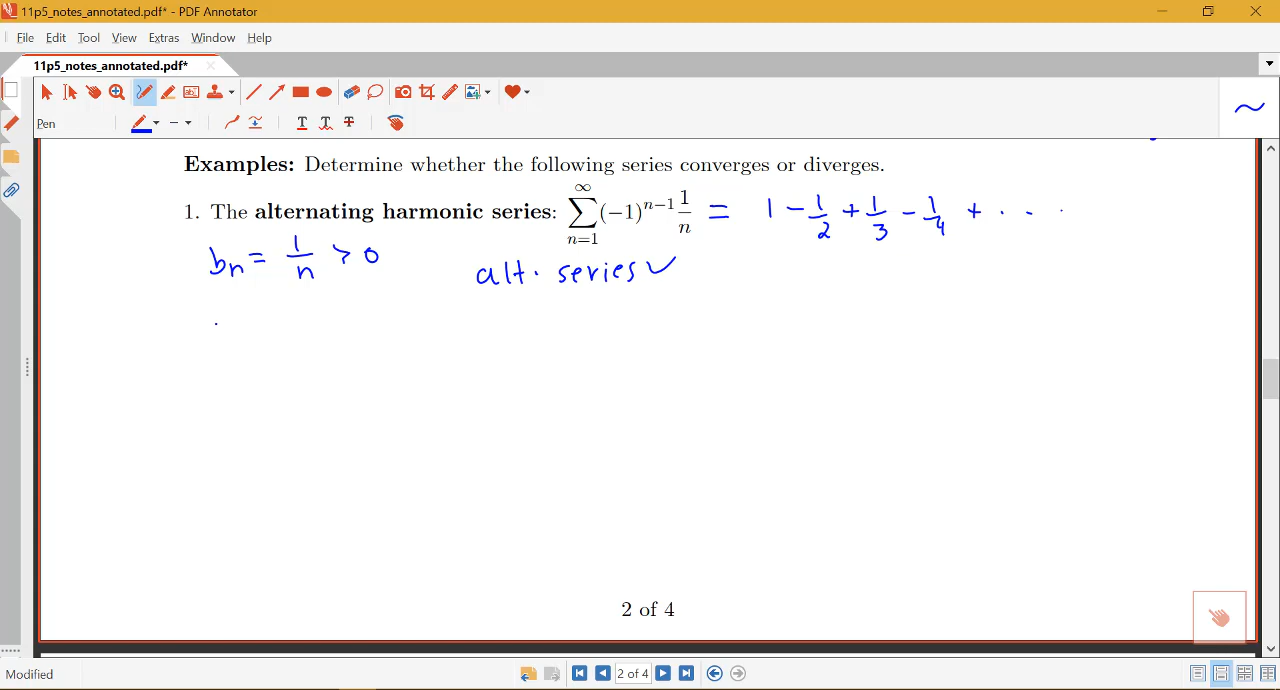 11p5_notes_annotated.pdf* - PDF Annotator
File Edit Tool View Extras Window Help
11p5_notes_annotated.pdf*
Pen
Examples: Determine whether the following series converges or diverges.
1. The alternating harmonic series: ∑_{n=1}^{∞} (−1)^{n−1} 1/n = 1 − 1/2 + 1/3 − 1/4 + · · ·
b_n = 1/n > 0 alt. series ✓
2 of 4
Modified 2 of 4